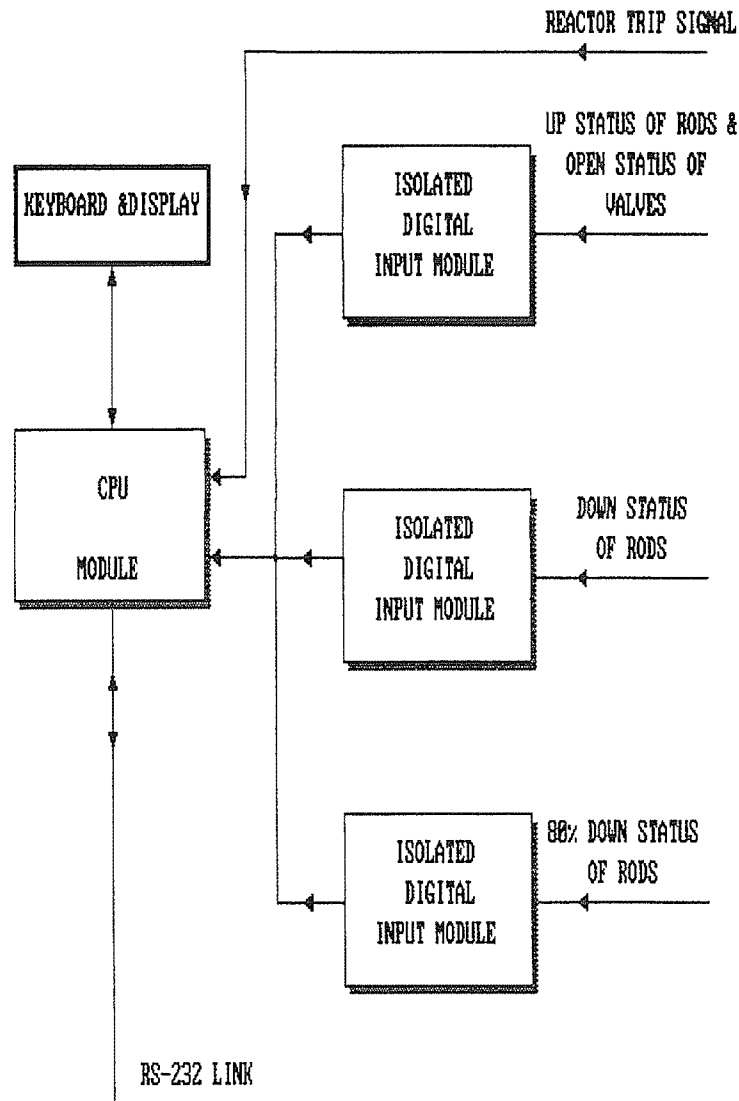 REACTOR TRIP SIGNAL
UP STATUS OF RODS &
OPEN STATUS OF
VALVES
ISOLATED
DIGITAL
INPUT MODULE
KEYBOARD &DISPLAY
CPU
MODULE
ISOLATED
DIGITAL
INPUT MODULE
DOWN STATUS
OF RODS
ISOLATED
DIGITAL
INPUT MODULE
80% DOWN STATUS
OF RODS
RS-232 LINK